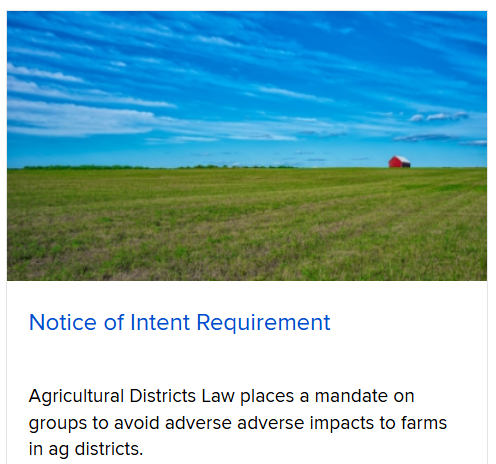 Notice of Intent Requirement
Agricultural Districts Law places a mandate on
groups to avoid adverse adverse impacts to farms
in ag districts.